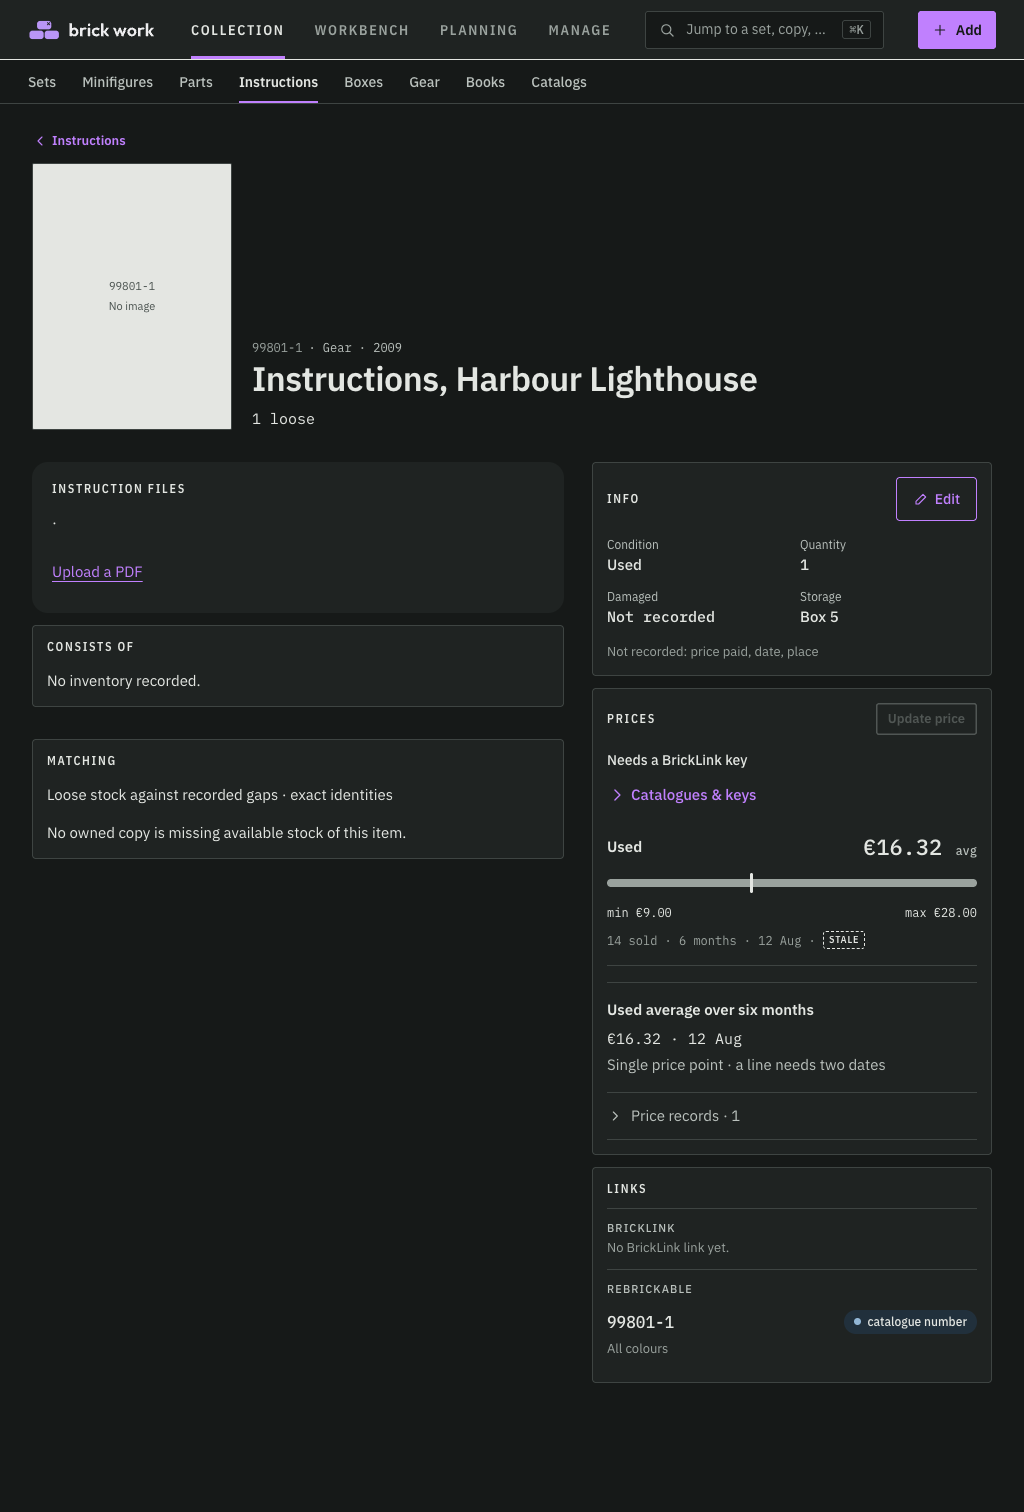 brick work
COLLECTION WORKBENCH PLANNING MANAGE
Jump to a set, copy, ... ⌘K
+ Add
Sets Minifigures Parts Instructions Boxes Gear Books Catalogs
Instructions
99801-1
No image
99801-1 · Gear · 2009
Instructions, Harbour Lighthouse
1 loose
INSTRUCTION FILES
·
Upload a PDF
CONSISTS OF
No inventory recorded.
MATCHING
Loose stock against recorded gaps · exact identities
No owned copy is missing available stock of this item.
INFO
Edit
Condition Quantity
Used 1
Damaged Storage
Not recorded Box 5
Not recorded: price paid, date, place
PRICES
Update price
Needs a BrickLink key
Catalogues & keys
Used €16.32 avg
min €9.00 max €28.00
14 sold · 6 months · 12 Aug · STALE
Used average over six months
€16.32 · 12 Aug
Single price point · a line needs two dates
Price records · 1
LINKS
BRICKLINK
No BrickLink link yet.
REBRICKABLE
99801-1 catalogue number
All colours